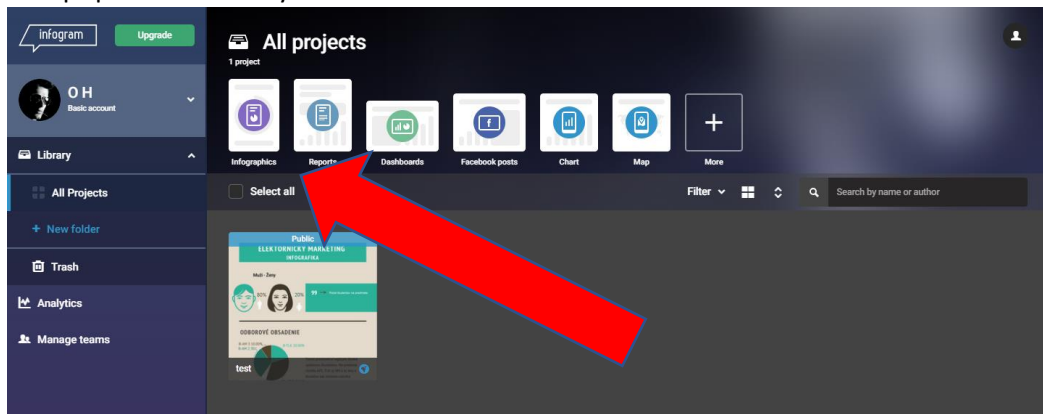 infogram
Upgrade
O H
Basic account
Library
All Projects
+ New folder
Trash
Analytics
Manage teams
All projects
1 project
Infographics
Reports
Dashboards
Facebook posts
Chart
Map
More
Select all
Filter
Search by name or author
Public
ELEKTORNICKÝ MARKETING
INFOGRAFIKA
Muži - Ženy
80%
20%
ODBOROVÉ OBSADENIE
test